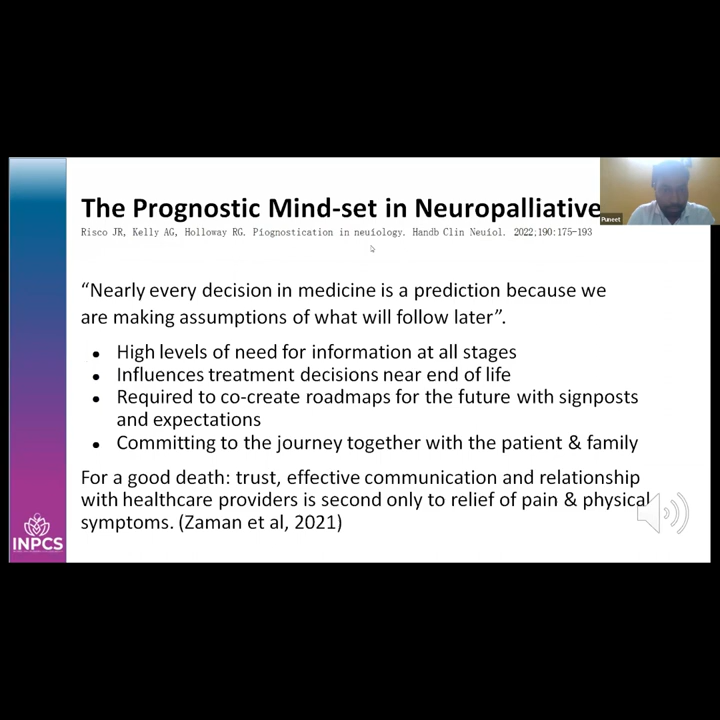 The Prognostic Mind-set in Neuropalliative
Risco JR, Kelly AG, Holloway RG. Piognostication in neuiology. Handb Clin Neuiol. 2022;190:175-193
Puneet
“Nearly every decision in medicine is a prediction because we
are making assumptions of what will follow later”.
• High levels of need for information at all stages
• Influences treatment decisions near end of life
• Required to co-create roadmaps for the future with signposts
and expectations
• Committing to the journey together with the patient & family
For a good death: trust, effective communication and relationship
with healthcare providers is second only to relief of pain & physical
symptoms. (Zaman et al, 2021)
INPCS